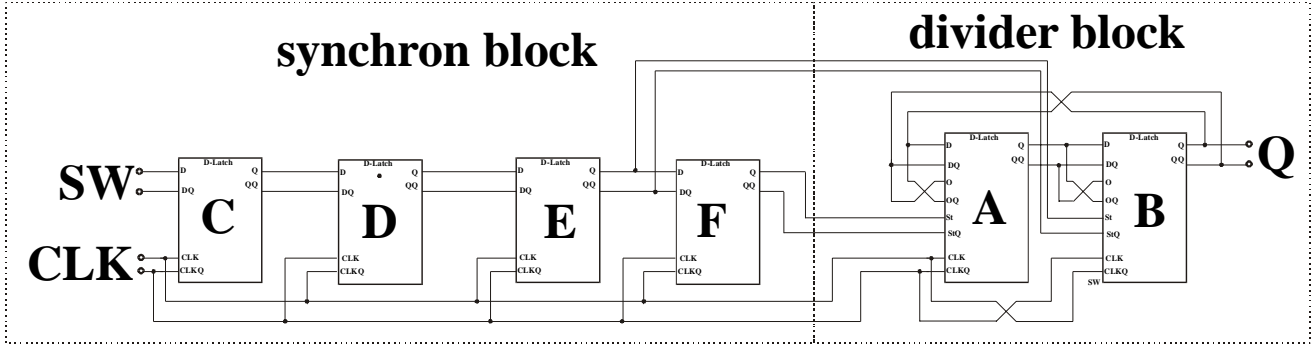 synchron block
divider block
SW
CLK
Q
D-Latch
D
DQ
Q
QQ
C
CLK
CLKQ
D-Latch
D
DQ
Q
QQ
D
CLK
CLKQ
D-Latch
D
DQ
Q
QQ
E
CLK
CLKQ
D-Latch
D
DQ
Q
QQ
F
CLK
CLKQ
D-Latch
D
DQ
O
OQ
St
StQ
Q
QQ
A
CLK
CLKQ
D-Latch
D
DQ
O
OQ
St
StQ
Q
QQ
B
CLK
CLKQ
SW